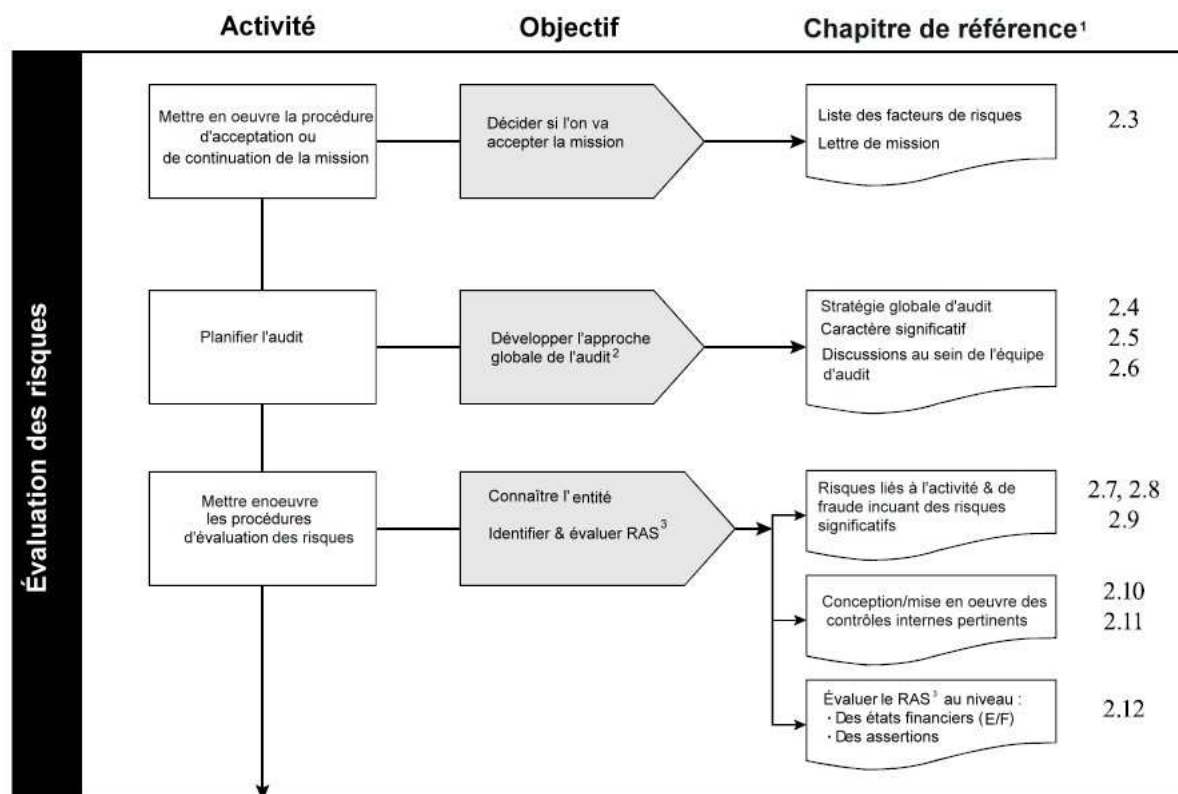 Activité
Objectif
Chapitre de référence¹
Évaluation des risques
Mettre en oeuvre la procédure
d'acceptation ou
de continuation de la mission
Décider si l'on va
accepter la mission
Liste des facteurs de risques
Lettre de mission
2.3
Planifier l'audit
Développer l'approche
globale de l'audit²
Stratégie globale d'audit
Caractère significatif
Discussions au sein de l'équipe
d'audit
2.4
2.5
2.6
Mettre enoeuvre
les procédures
d'évaluation des risques
Connaître l'entité
Identifier & évaluer RAS³
Risques liés à l'activité & de
fraude incuant des risques
significatifs
2.7, 2.8
2.9
Conception/mise en oeuvre des
contrôles internes pertinents
2.10
2.11
Évaluer le RAS³ au niveau :
· Des états financiers (E/F)
· Des assertions
2.12